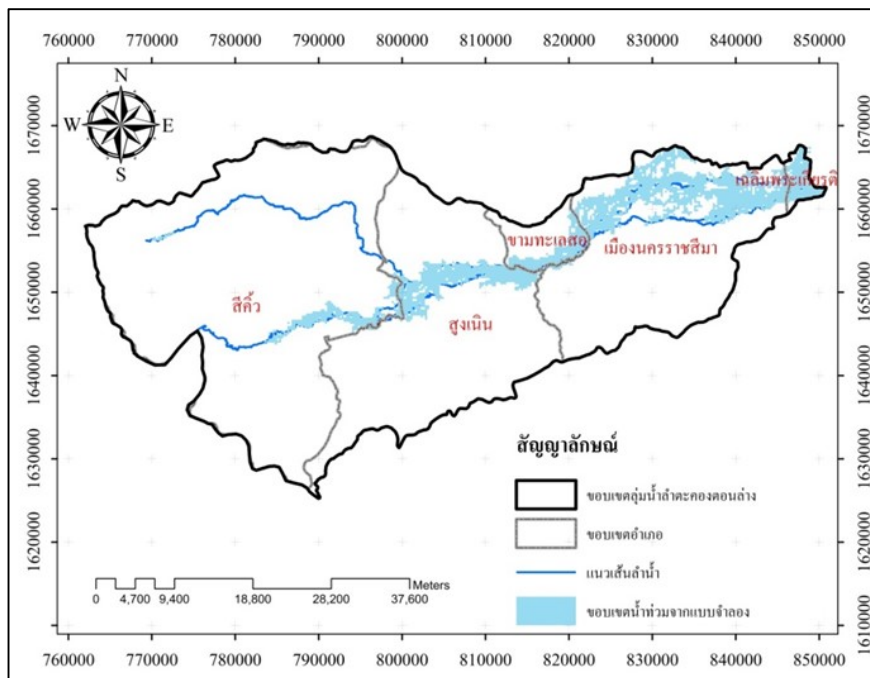 760000 770000 780000 790000 800000 810000 820000 830000 840000 850000
N
W E
S
1670000 1670000
1660000 1660000
1650000 1650000
1640000 1640000
1630000 1630000
1620000 1620000
1610000 1610000
เฉลิมพระเกียรติ
ขามทะเลสอ
เมืองนครราชสีมา
สีคิ้ว
สูงเนิน
สัญญาลักษณ์
ขอบเขตลุ่มน้ำลำตะคองตอนล่าง
ขอบเขตอำเภอ
แนวเส้นลำน้ำ
ขอบเขตน้ำท่วมจากแบบจำลอง
Meters
0 4,700 9,400 18,800 28,200 37,600
760000 770000 780000 790000 800000 810000 820000 830000 840000 850000